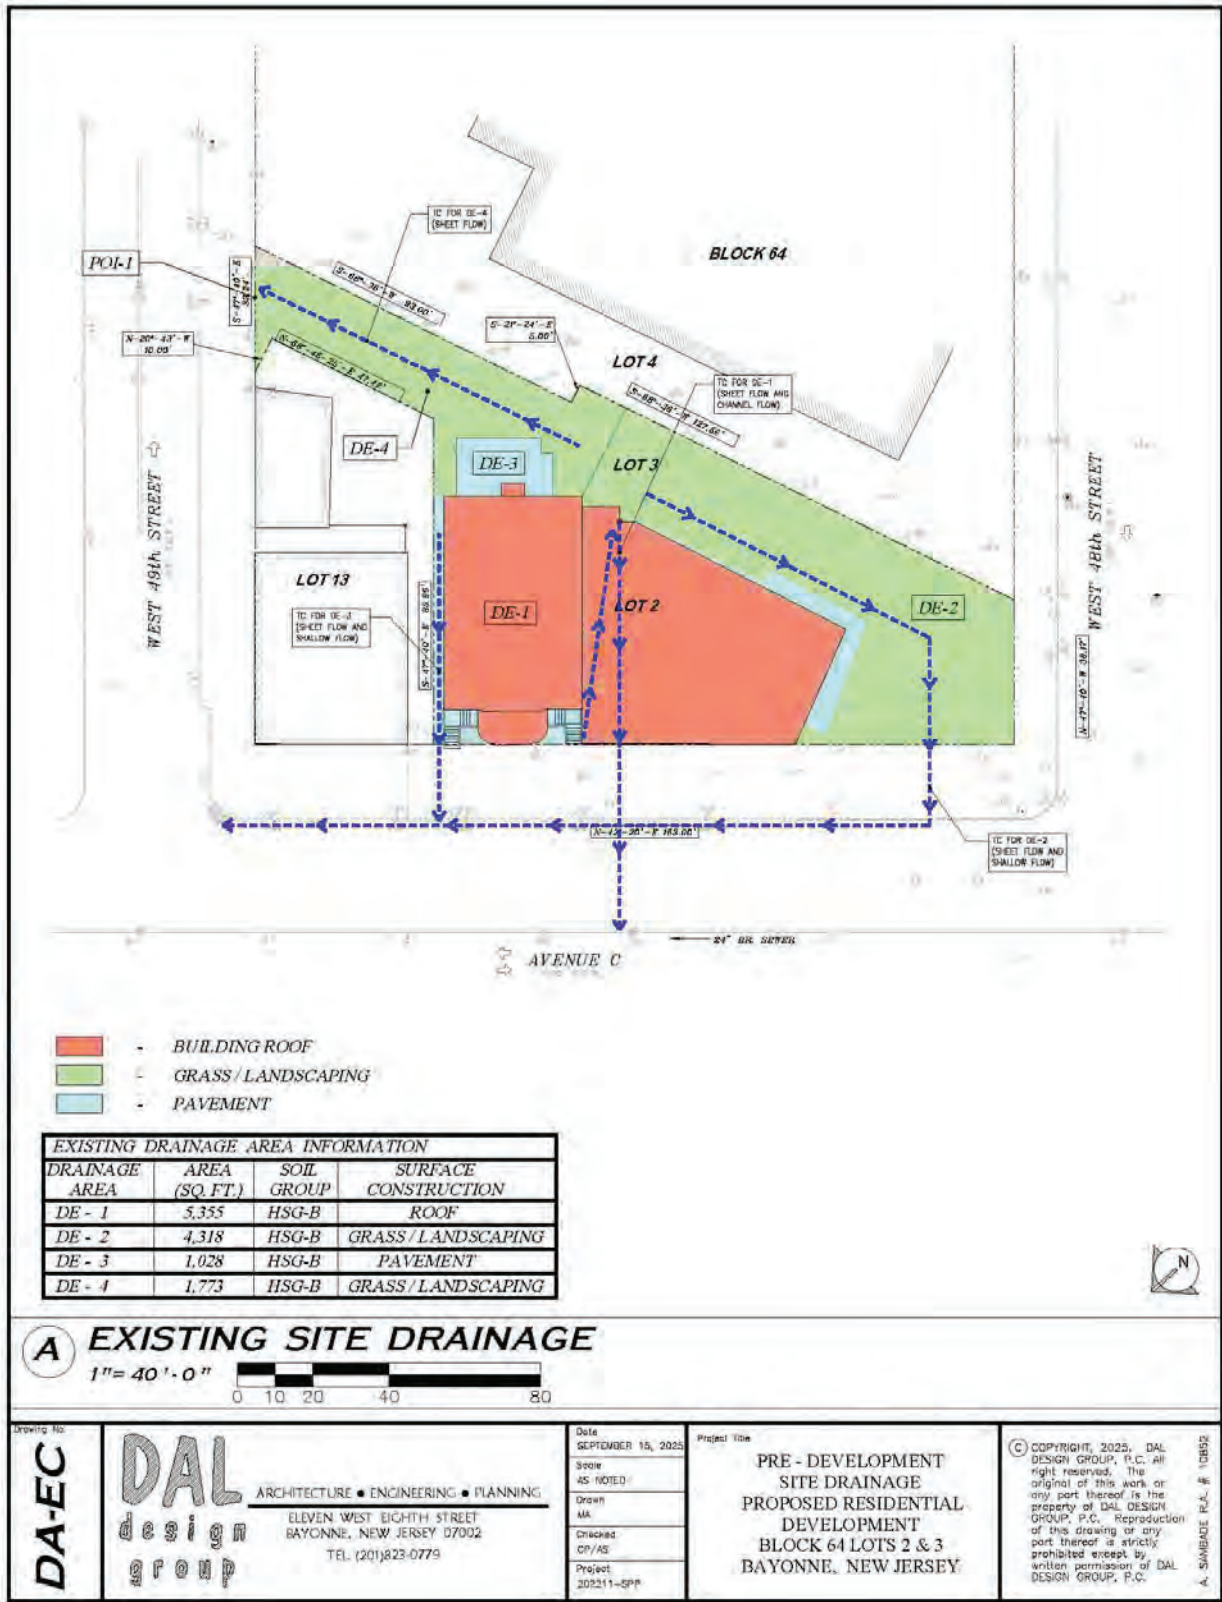 TC FOR DE-4
(SHEET FLOW)
BLOCK 64
POI-1
S-66°-36'-W 93.00'
N-20°-43'-W
10.00'
S-21°-24'-E
5.00'
LOT 4
TC FOR DE-1
(SHEET FLOW AND
CHANNEL FLOW)
DE-4
DE-3
LOT 3
WEST 49th STREET
WEST 48th STREET
LOT 13
TC FOR DE-3
(SHEET FLOW AND
SHALLOW FLOW)
DE-1
LOT 2
DE-2
TC FOR DE-2
(SHEET FLOW AND
SHALLOW FLOW)
24" BR. SEWER
AVENUE C
- BUILDING ROOF
- GRASS / LANDSCAPING
- PAVEMENT
EXISTING DRAINAGE AREA INFORMATION
DRAINAGE AREA SOIL SURFACE
AREA (SQ. FT.) GROUP CONSTRUCTION
DE - 1 5,355 HSG-B ROOF
DE - 2 4,318 HSG-B GRASS / LANDSCAPING
DE - 3 1,028 HSG-B PAVEMENT
DE - 4 1,773 HSG-B GRASS / LANDSCAPING
N
A EXISTING SITE DRAINAGE
1"= 40'-0"
0 10 20 40 80
Drawing No.
DA-EC
DAL
design
group
ARCHITECTURE ● ENGINEERING ● PLANNING
ELEVEN WEST EIGHTH STREET
BAYONNE, NEW JERSEY 07002
TEL. (201)823-0779
Date
SEPTEMBER 15, 2025
Scale
AS NOTED
Drawn
MA
Checked
CP/AS
Project
202211-SPP
Project Title
PRE - DEVELOPMENT
SITE DRAINAGE
PROPOSED RESIDENTIAL
DEVELOPMENT
BLOCK 64 LOTS 2 & 3
BAYONNE, NEW JERSEY
© COPYRIGHT, 2025, DAL
DESIGN GROUP, P.C. All
right reserved. The
original of this work or
any part thereof is the
property of DAL DESIGN
GROUP, P.C. Reproduction
of this drawing or any
part thereof is strictly
prohibited except by
written permission of DAL
DESIGN GROUP, P.C.
A. SAMBADE R.A. # 10852